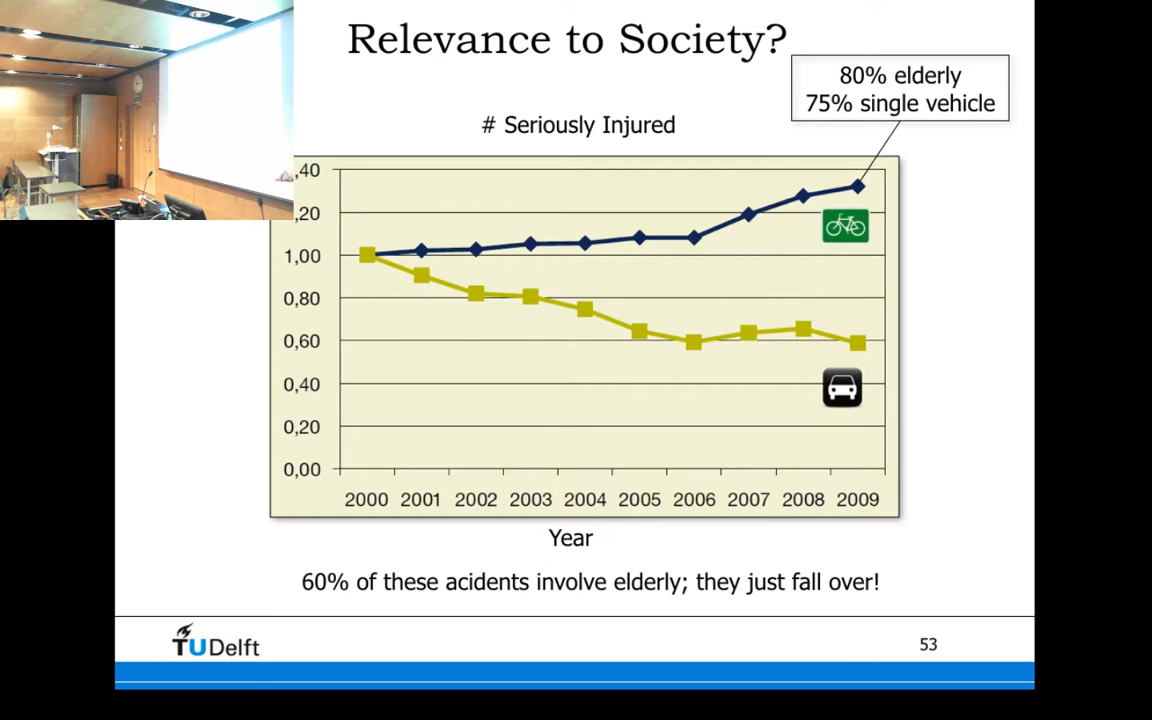 Relevance to Society?
80% elderly
75% single vehicle
# Seriously Injured
,40
,20
1,00
0,80
0,60
0,40
0,20
0,00
2000 2001 2002 2003 2004 2005 2006 2007 2008 2009
Year
60% of these acidents involve elderly; they just fall over!
TUDelft
53